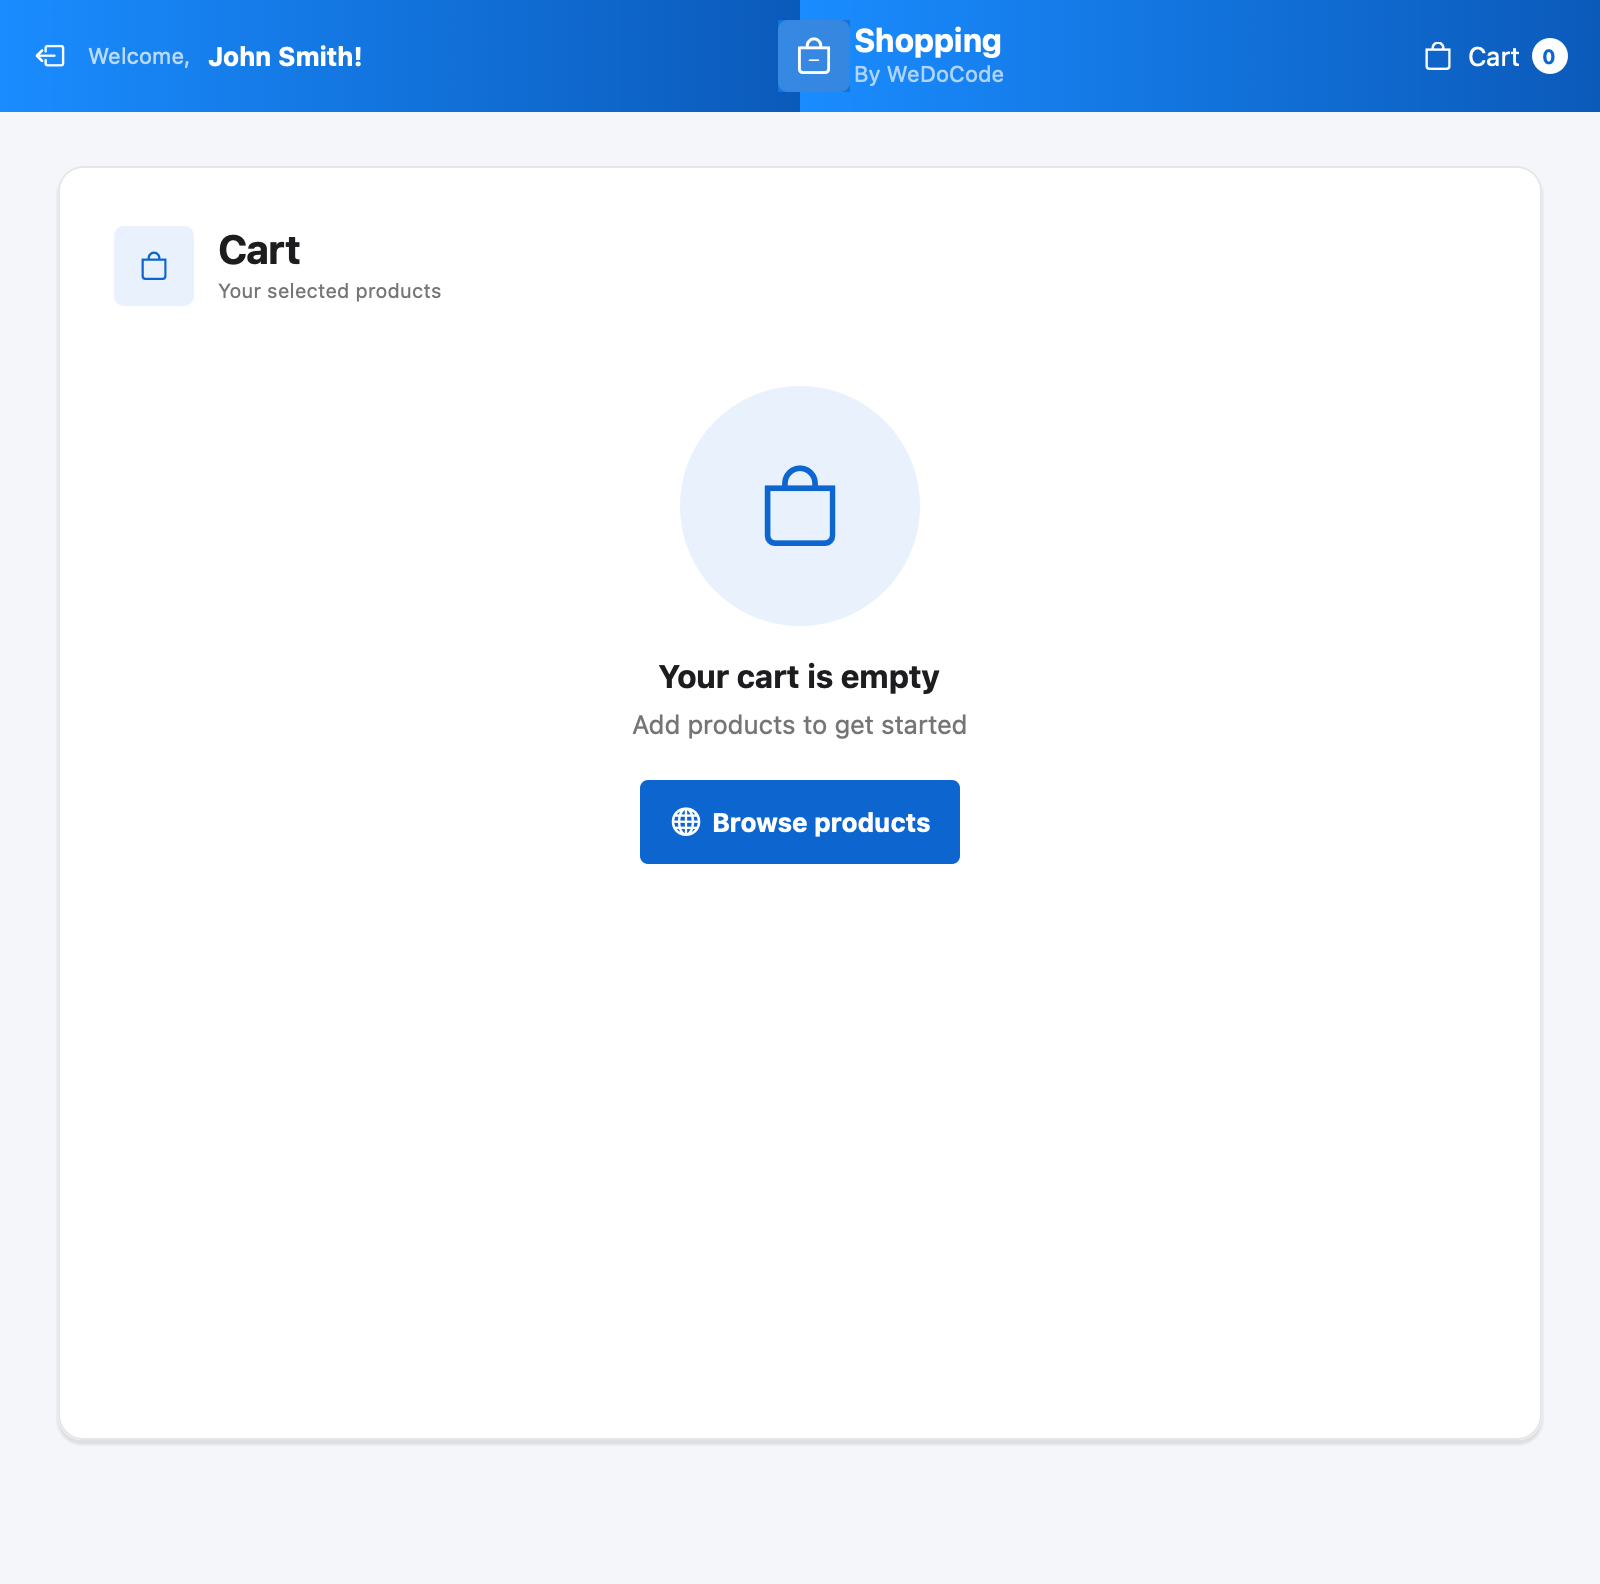 Welcome, John Smith!
Shopping
By WeDoCode
Cart 0
Cart
Your selected products
Your cart is empty
Add products to get started
Browse products